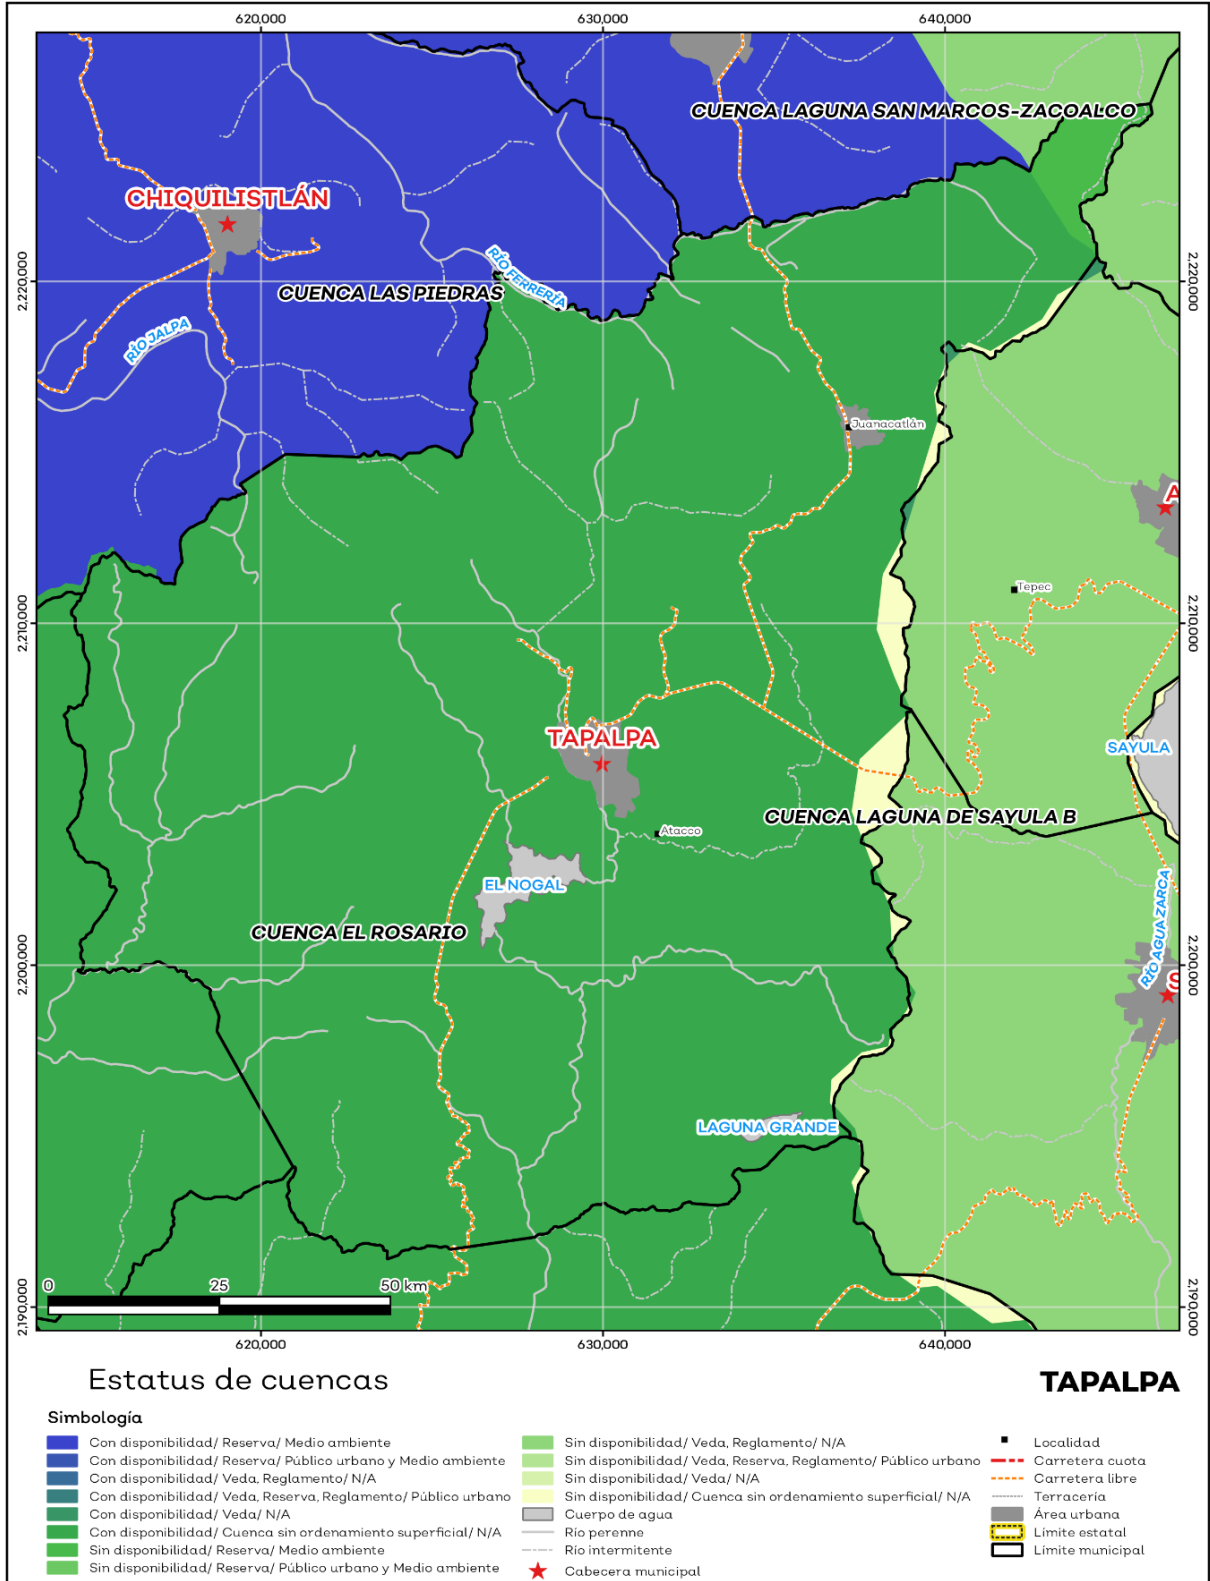 620,000
630,000
640,000
CUENCA LAGUNA SAN MARCOS-ZACOALCO
CHIQUILISTLÁN
RÍO FERRERÍA
2,220,000
2,220,000
CUENCA LAS PIEDRAS
RÍO JALPA
Juanacatlán
A
Tepec
2,210,000
2,210,000
TAPALPA
SAYULA
CUENCA LAGUNA DE SAYULA B
Atacco
EL NOGAL
RÍO AGUA ZARCA
CUENCA EL ROSARIO
2,200,000
2,200,000
S
LAGUNA GRANDE
0
25
50 km
2,190,000
2,190,000
620,000
630,000
640,000
Estatus de cuencas
TAPALPA
Simbología
Con disponibilidad/ Reserva/ Medio ambiente
Con disponibilidad/ Reserva/ Público urbano y Medio ambiente
Con disponibilidad/ Veda, Reglamento/ N/A
Con disponibilidad/ Veda, Reserva, Reglamento/ Público urbano
Con disponibilidad/ Veda/ N/A
Con disponibilidad/ Cuenca sin ordenamiento superficial/ N/A
Sin disponibilidad/ Reserva/ Medio ambiente
Sin disponibilidad/ Reserva/ Público urbano y Medio ambiente
Sin disponibilidad/ Veda, Reglamento/ N/A
Sin disponibilidad/ Veda, Reserva, Reglamento/ Público urbano
Sin disponibilidad/ Veda/ N/A
Sin disponibilidad/ Cuenca sin ordenamiento superficial/ N/A
Cuerpo de agua
Río perenne
Río intermitente
Cabecera municipal
Localidad
Carretera cuota
Carretera libre
Terracería
Área urbana
Límite estatal
Límite municipal